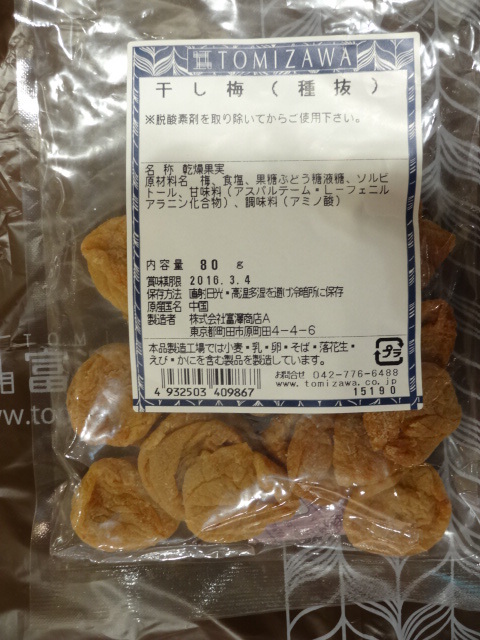 TOMIZAWA
干し梅(種抜)
※脱酸素剤を取り除いてからご使用下さい。
名 称 乾燥果実
原材料名 梅、食塩、果糖ぶどう糖液糖、ソルビ
トール、甘味料(アスパルテーム・L-フェニル
アラニン化合物)、調味料(アミノ酸)
内容量 80 g
賞味期限 2016.3.4
保存方法 直射日光・高温多湿を避け冷暗所に保存
原産国名 中国
製造者 株式会社富澤商店A
東京都町田市原町田4-4-6
本品製造工場では小麦・乳・卵・そば・落花生・
えび・かにを含む製品を製造しています。
プラ
お問合せ 042-776-6488
www.tomizawa.co.jp
4 932503 409867
15190
富
www.to